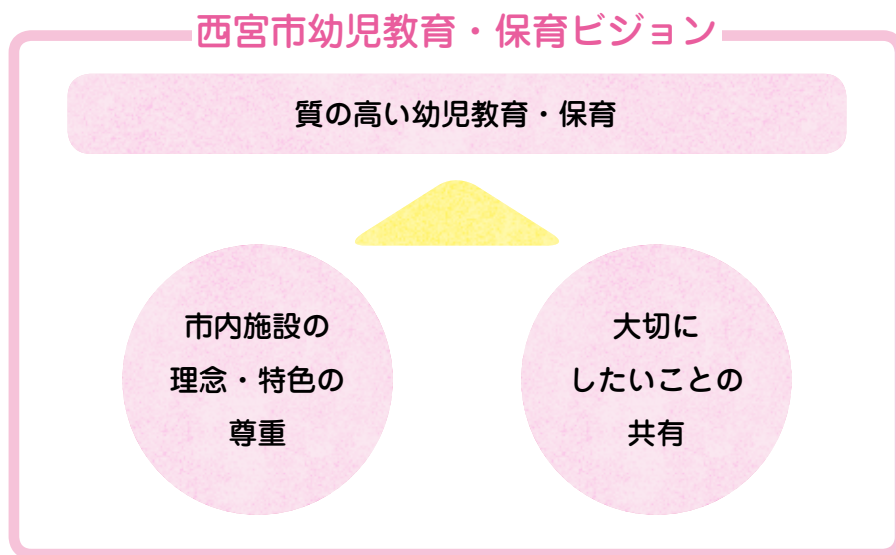 西宮市幼児教育・保育ビジョン
質の高い幼児教育・保育
市内施設の
理念・特色の
尊重
大切に
したいことの
共有